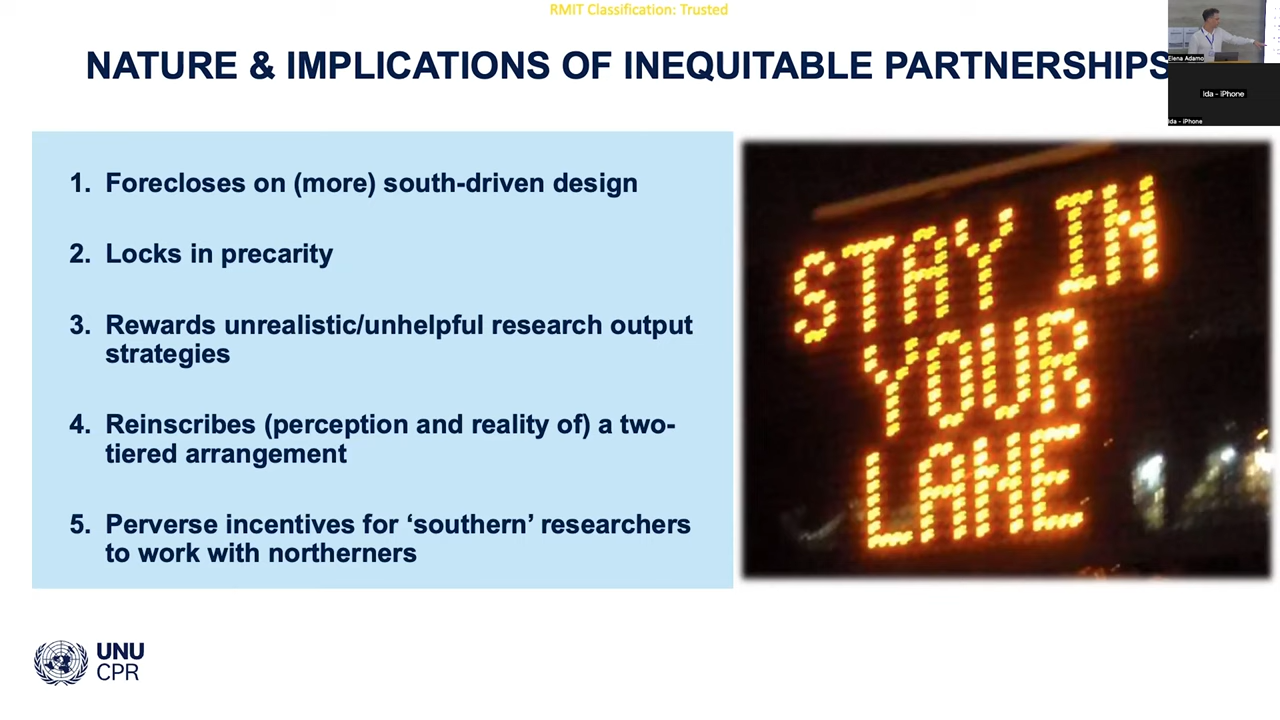 RMIT Classification: Trusted
NATURE & IMPLICATIONS OF INEQUITABLE PARTNERSHIPS
Elena Adamo
Ida - iPhone
Ida - iPhone
1. Forecloses on (more) south-driven design
2. Locks in precarity
3. Rewards unrealistic/unhelpful research output
strategies
4. Reinscribes (perception and reality of) a two-
tiered arrangement
5. Perverse incentives for ‘southern’ researchers
to work with northerners
STAY IN
YOUR
LANE
UNU
CPR